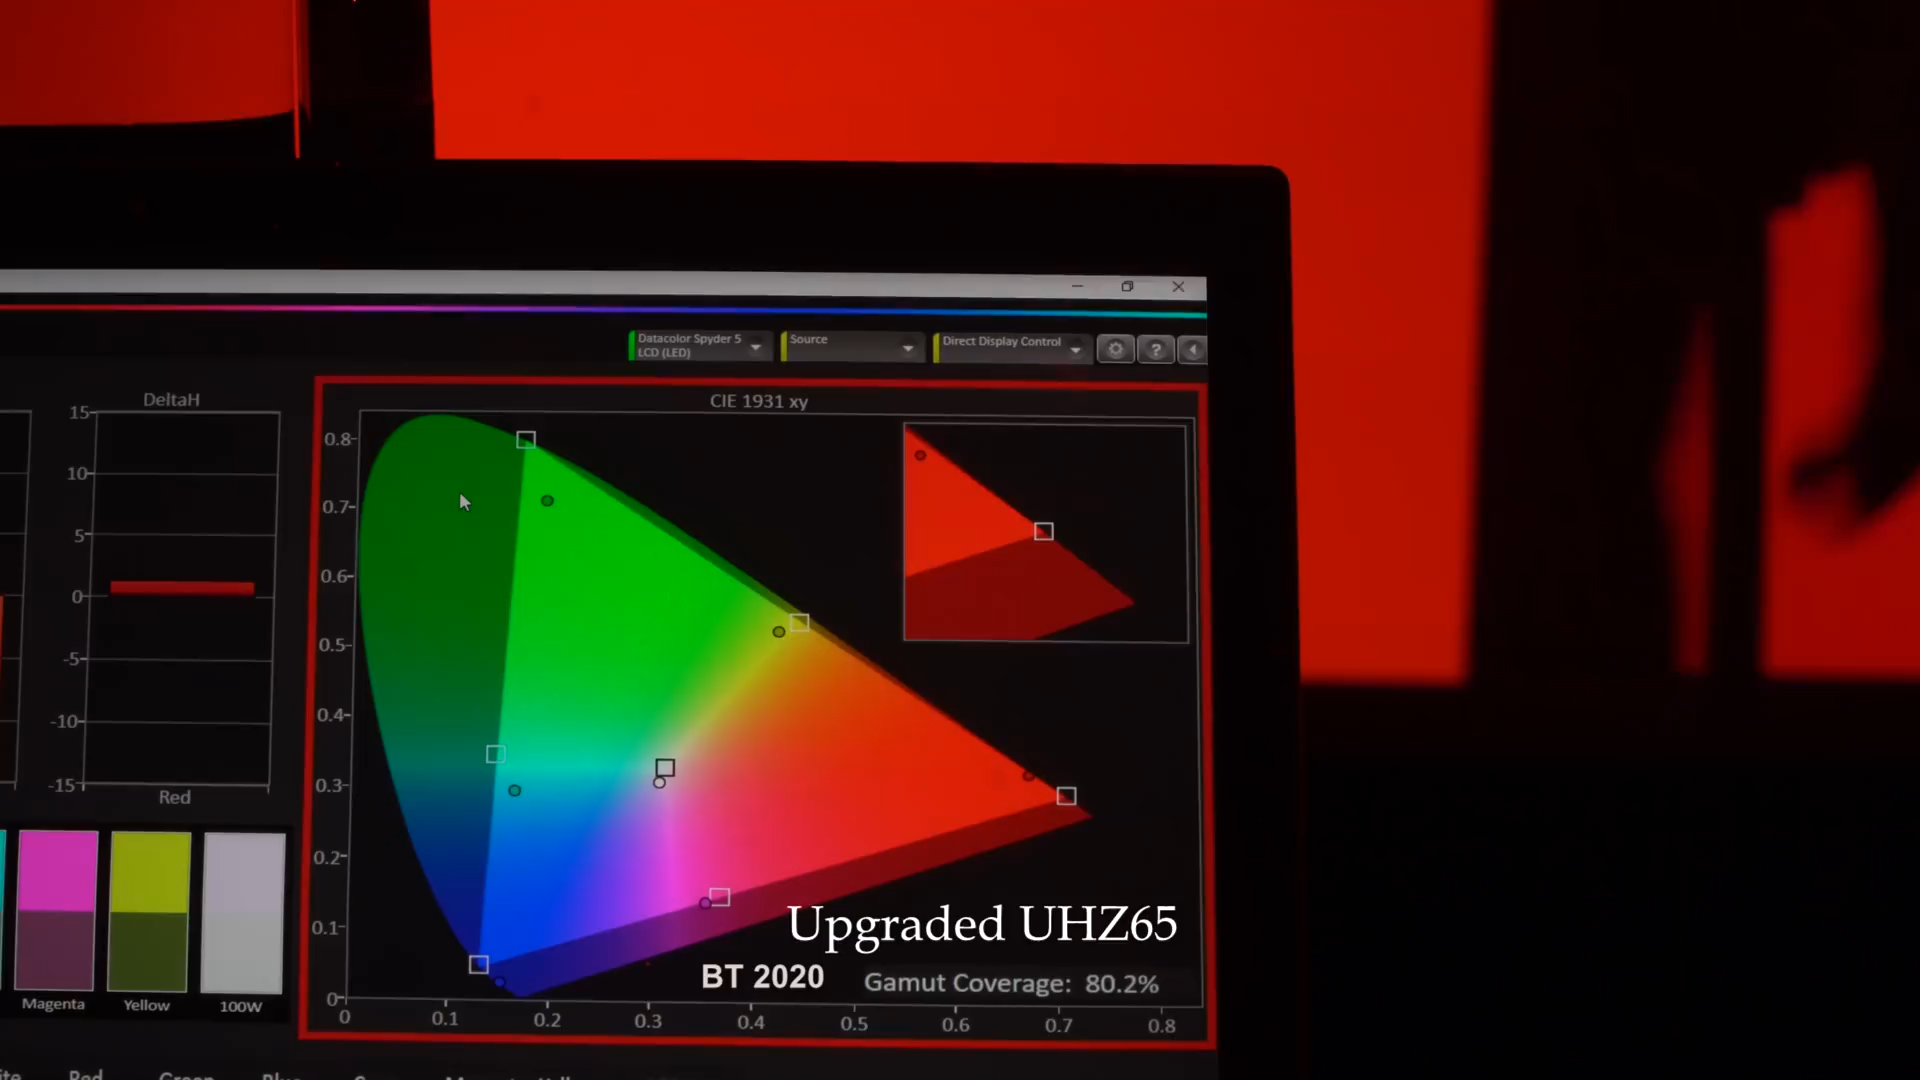 Datacolor Spyder 5
LCD (LED)
Source
Direct Display Control
?
DeltaH
15
10
5
0
-5
-10
-15
Red
CIE 1931 xy
0.8
0.7
0.6
0.5
0.4
0.3
0.2
0.1
0
0
0.1
0.2
0.3
0.4
0.5
0.6
0.7
0.8
Upgraded UHZ65
BT 2020
Gamut Coverage: 80.2%
Magenta
Yellow
100W
Red